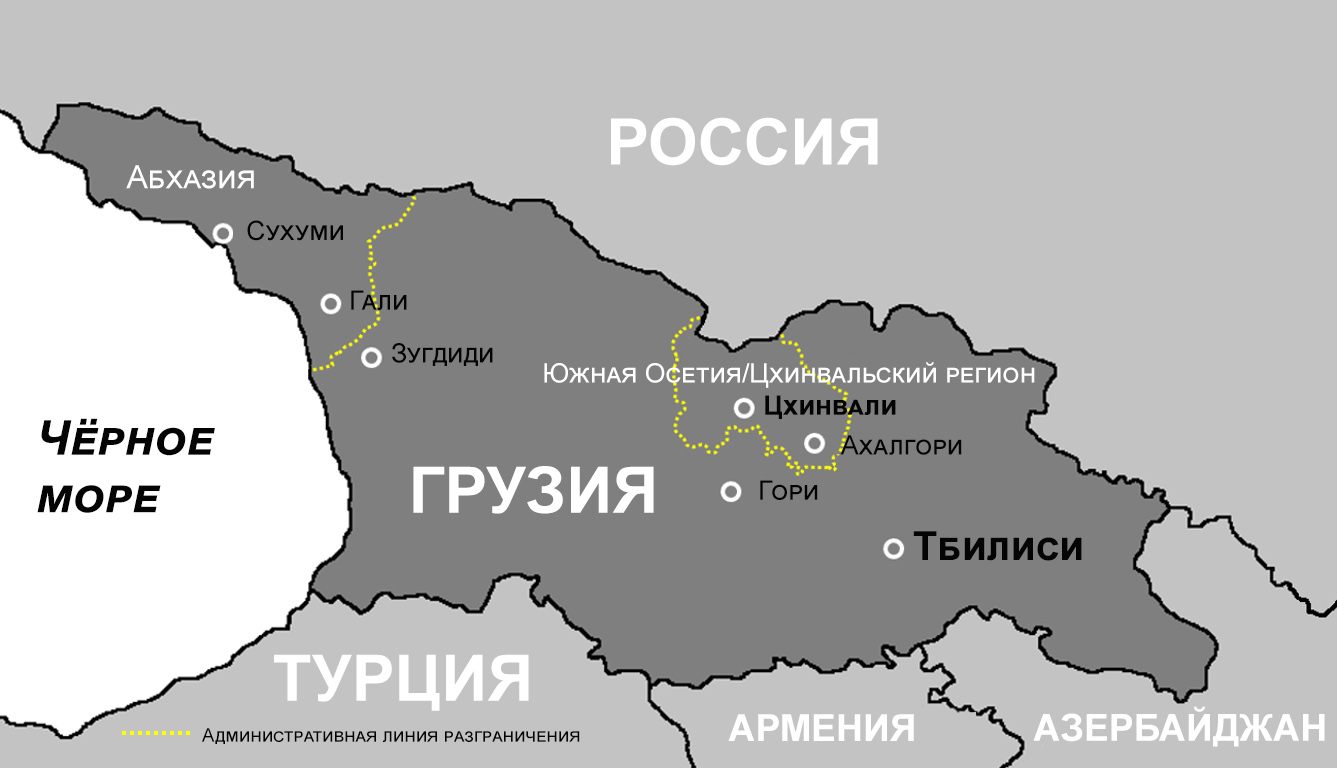 РОССИЯ
Абхазия
Сухуми
Гали
Зугдиди
Южная Осетия/Цхинвальский регион
Цхинвали
Чёрное
море
Ахалгори
ГРУЗИЯ
Гори
Тбилиси
ТУРЦИЯ
АРМЕНИЯ
АЗЕРБАЙДЖАН
Административная линия разграничения